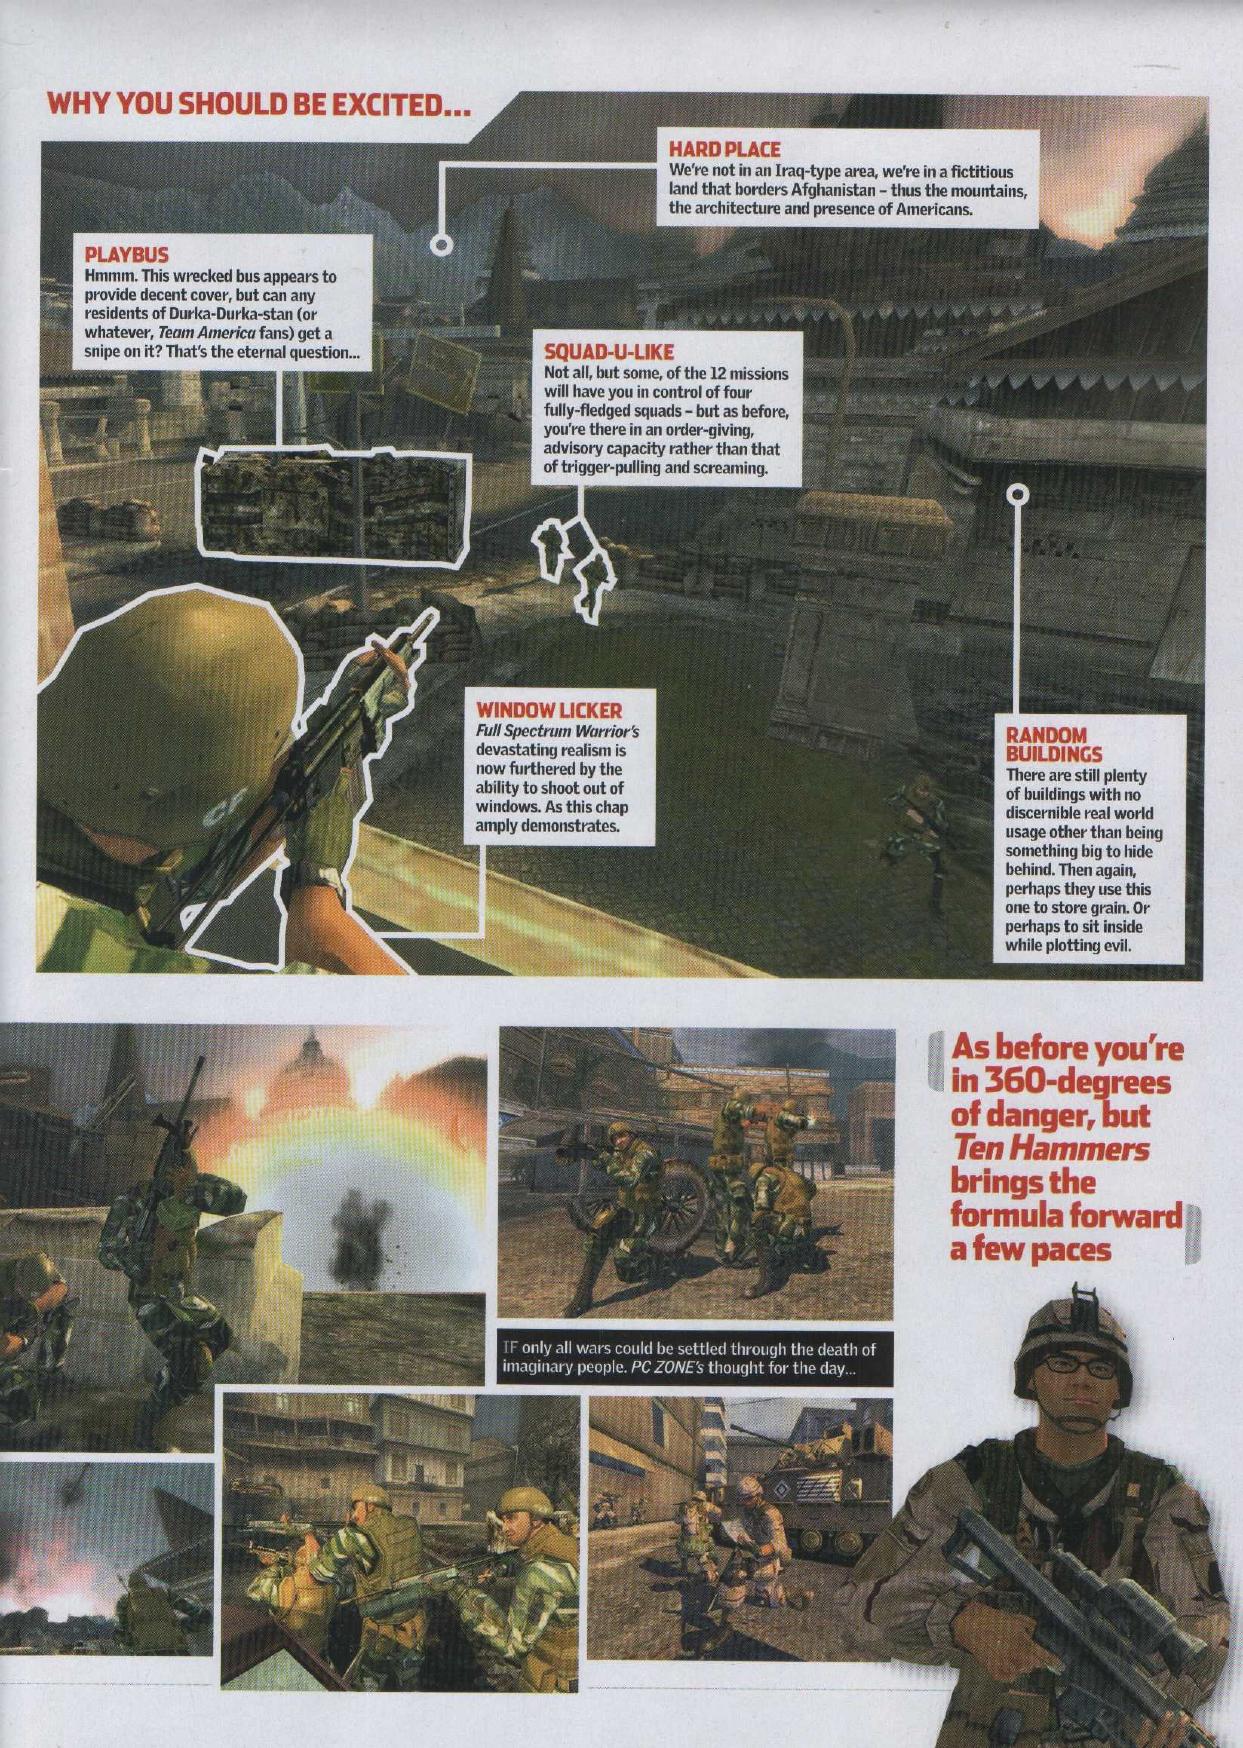 WHY YOU SHOULD BE EXCITED...
HARD PLACE
We're not in an Iraq-type area, we're in a fictitious
land that borders Afghanistan – thus the mountains,
the architecture and presence of Americans.
PLAYBUS
Hmmm. This wrecked bus appears to
provide decent cover, but can any
residents of Durka-Durka-stan (or
whatever, Team America fans) get a
snipe on it? That's the eternal question...
SQUAD-U-LIKE
Not all, but some, of the 12 missions
will have you in control of four
fully-fledged squads – but as before,
you're there in an order-giving,
advisory capacity rather than that
of trigger-pulling and screaming.
WINDOW LICKER
Full Spectrum Warrior's
devastating realism is
now furthered by the
ability to shoot out of
windows. As this chap
amply demonstrates.
RANDOM
BUILDINGS
There are still plenty
of buildings with no
discernible real world
usage other than being
something big to hide
behind. Then again,
perhaps they use this
one to store grain. Or
perhaps to sit inside
while plotting evil.
As before you're
in 360-degrees
of danger, but
Ten Hammers
brings the
formula forward
a few paces
IF only all wars could be settled through the death of
imaginary people. PC ZONE's thought for the day...